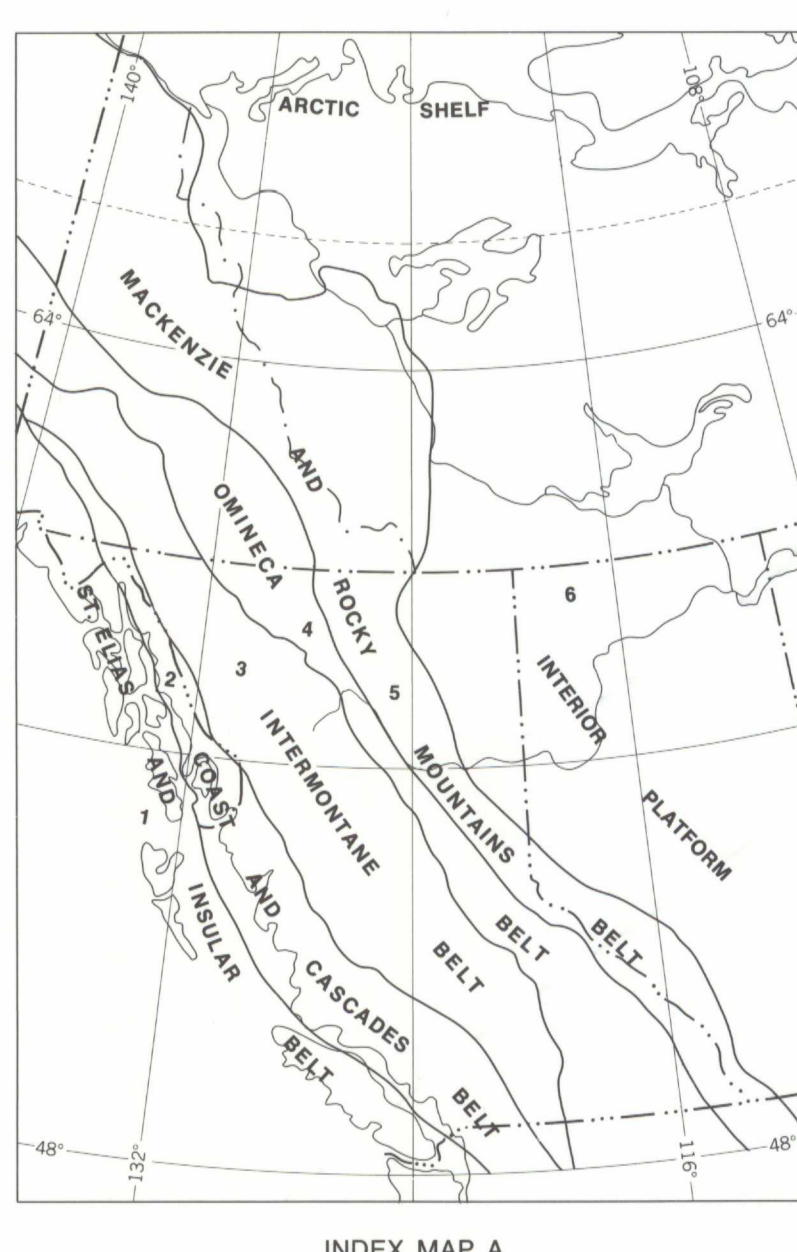 140°
108°
ARCTIC SHELF
MACKENZIE
64°
64°
AND
OMINECA
ROCKY
6
4
ST. ELIAS
3
2
5
INTERIOR
INTERMONTANE
MOUNTAINS
AND
COAST
1
PLATFORM
AND
INSULAR
BELT
BELT
BELT
CASCADES
BELT
BELT
48°
132°
116°
48°
INDEX MAP A